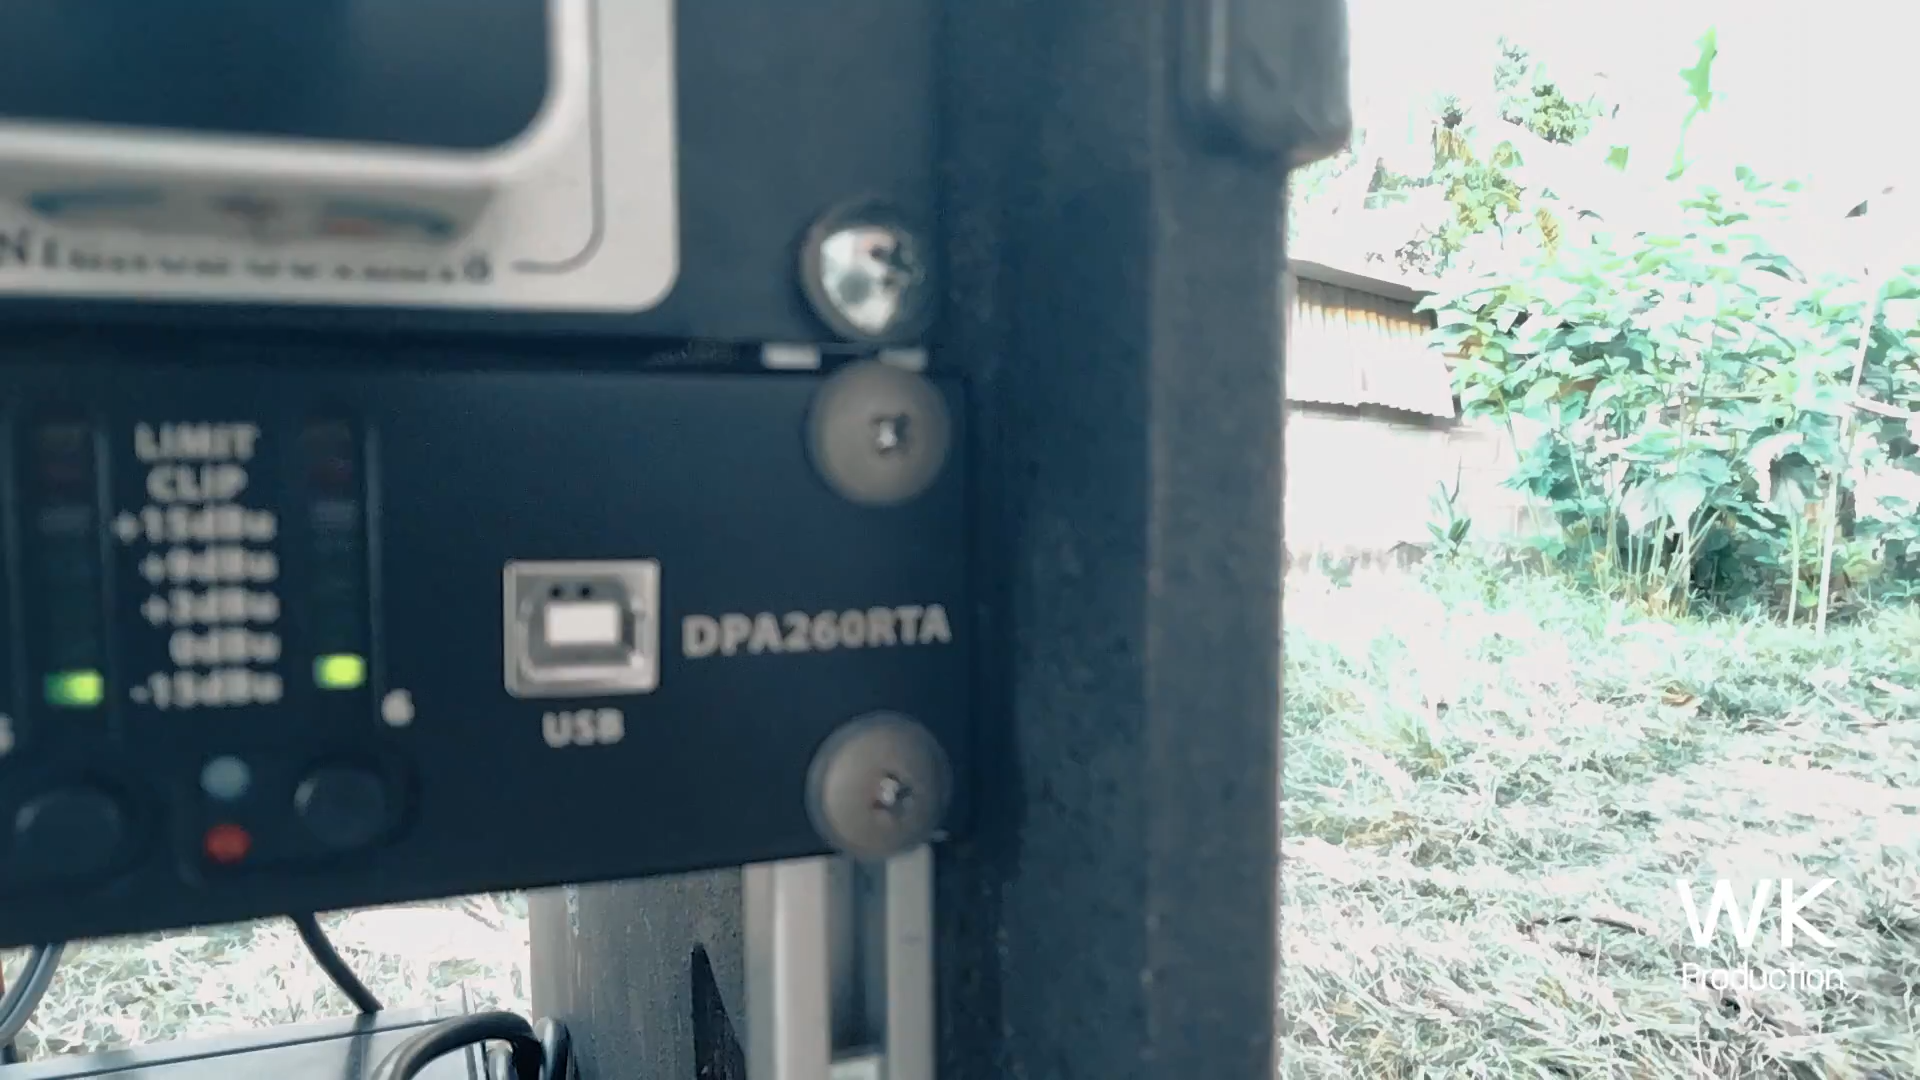 LIMIT
CLIP
+15dBu
+9dBu
+3dBu
0dBu
-15dBu
6
USB
DPA260RTA
WK
Production